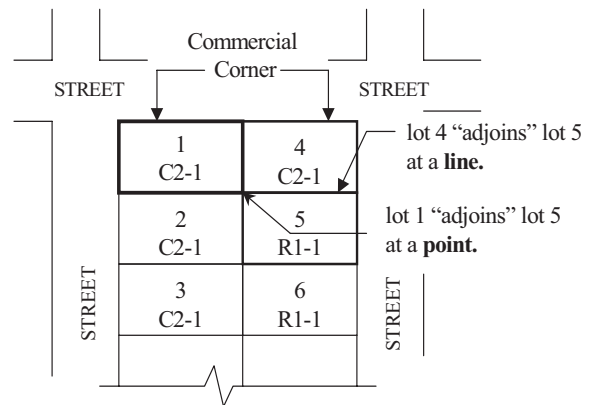 Commercial
Corner
STREET
STREET
1
C2-1
4
C2-1
lot 4 “adjoins” lot 5
at a line.
2
C2-1
5
R1-1
lot 1 “adjoins” lot 5
at a point.
3
C2-1
6
R1-1
STREET
STREET